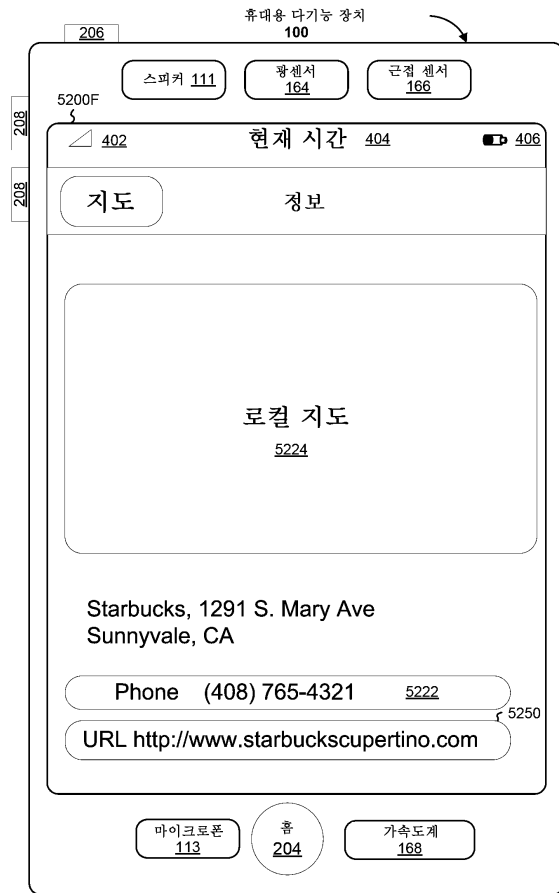 휴대용 다기능 장치
100
206
스피커 111
광센서
164
근접 센서
166
5200F
208
208
402
현재 시간 404
406
지도
정보
로컬 지도
5224
Starbucks, 1291 S. Mary Ave
Sunnyvale, CA
Phone (408) 765-4321 5222
5250
URL http://www.starbuckscupertino.com
마이크로폰
113
홈
204
가속도계
168